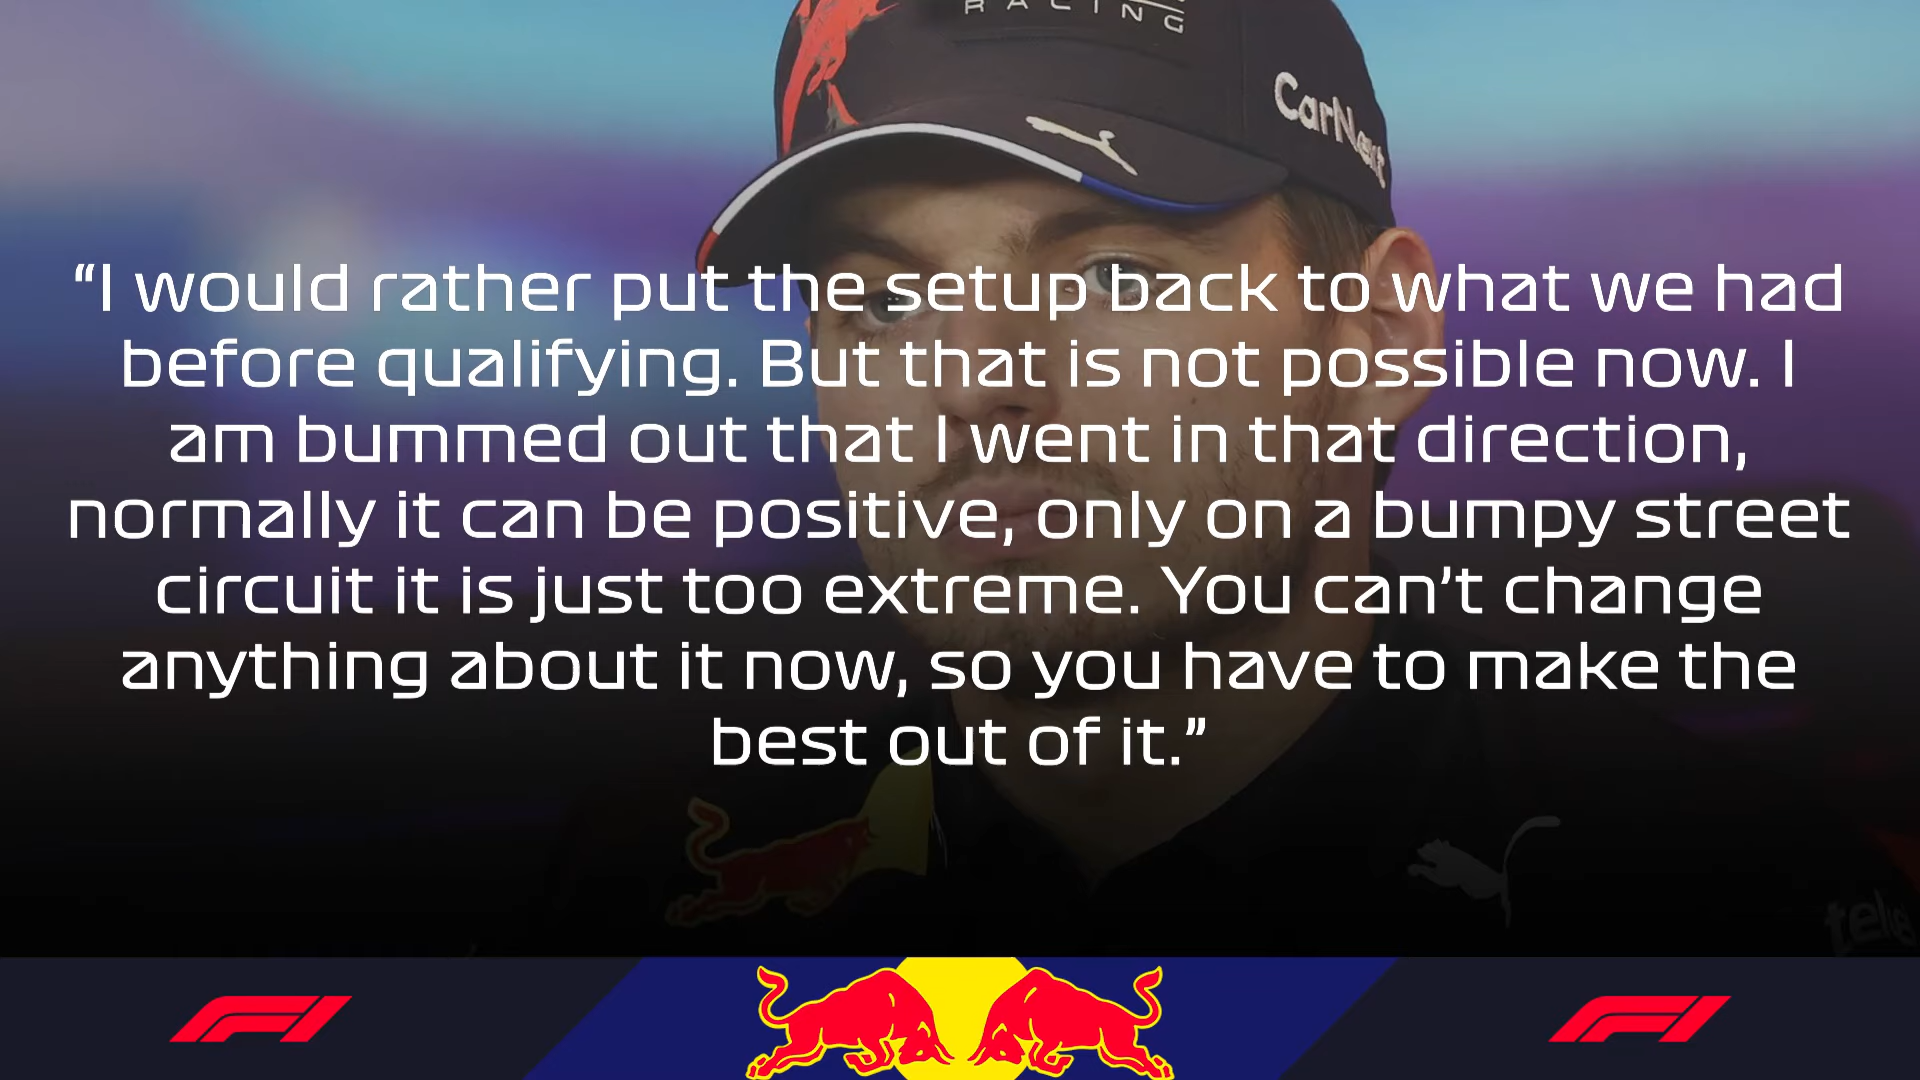 RACING
CarNext
“I would rather put the setup back to what we had
before qualifying. But that is not possible now. I
am bummed out that I went in that direction,
normally it can be positive, only on a bumpy street
circuit it is just too extreme. You can’t change
anything about it now, so you have to make the
best out of it.”
F1
F1